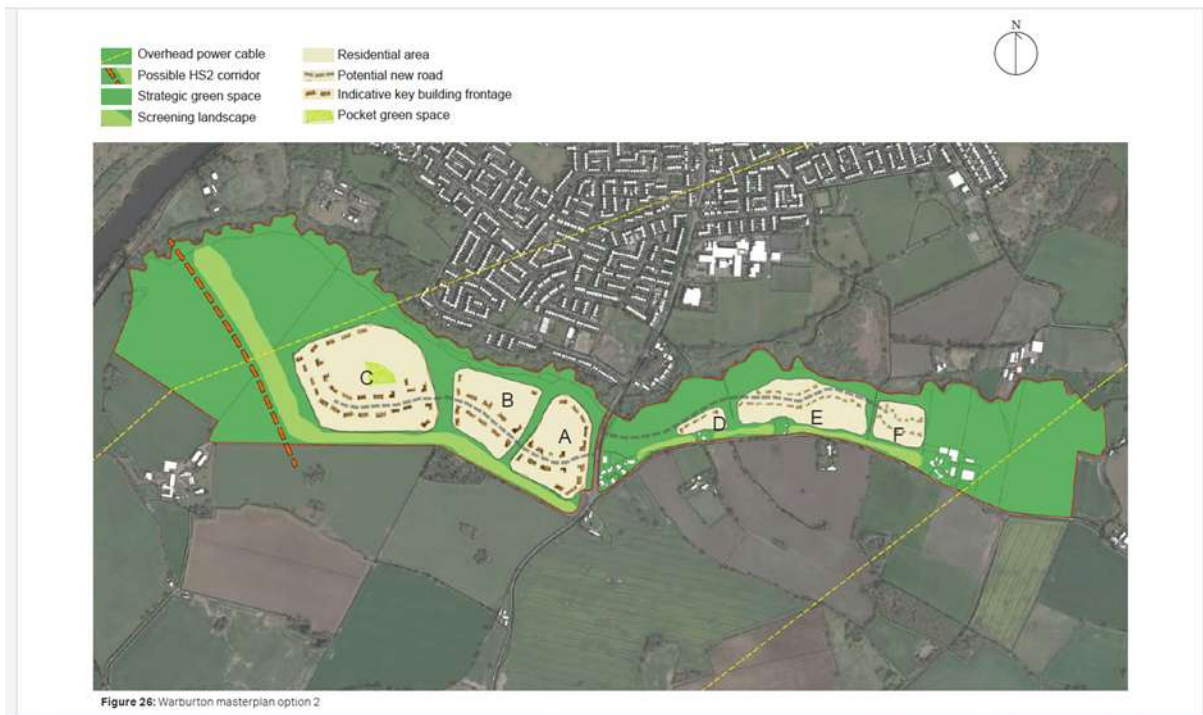 N
Overhead power cable
Possible HS2 corridor
Strategic green space
Screening landscape
Residential area
Potential new road
Indicative key building frontage
Pocket green space
C
B
A
D
E
F
Figure 26: Warburton masterplan option 2